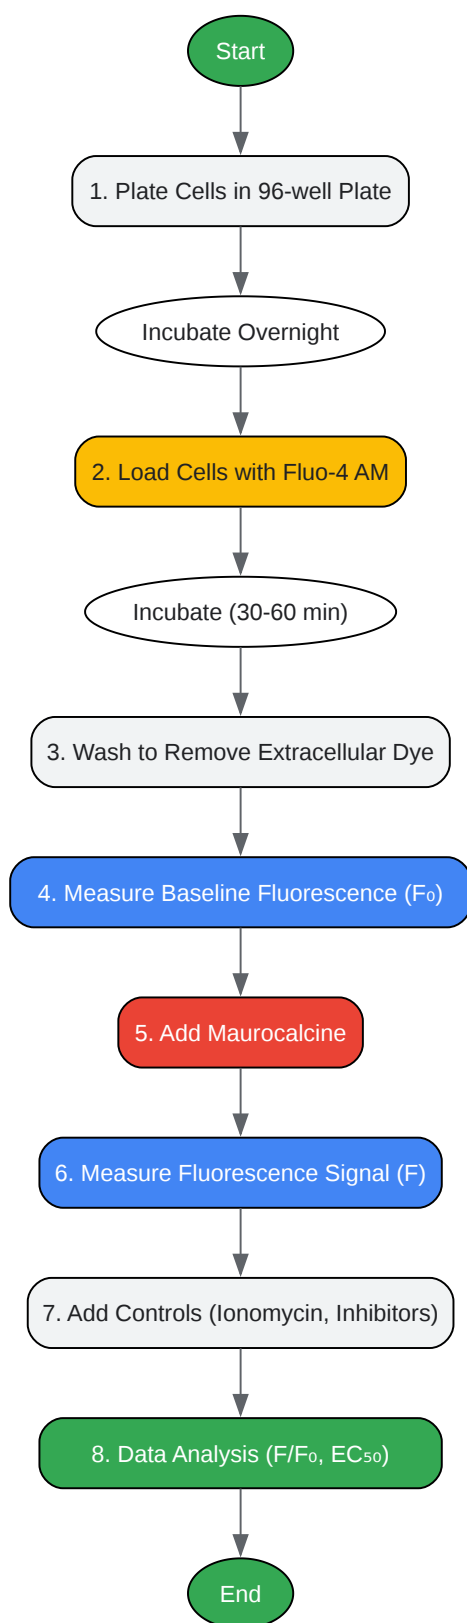 Start
1. Plate Cells in 96-well Plate
Incubate Overnight
2. Load Cells with Fluo-4 AM
Incubate (30-60 min)
3. Wash to Remove Extracellular Dye
4. Measure Baseline Fluorescence (F₀)
5. Add Maurocalcine
6. Measure Fluorescence Signal (F)
7. Add Controls (Ionomycin, Inhibitors)
8. Data Analysis (F/F₀, EC₅₀)
End